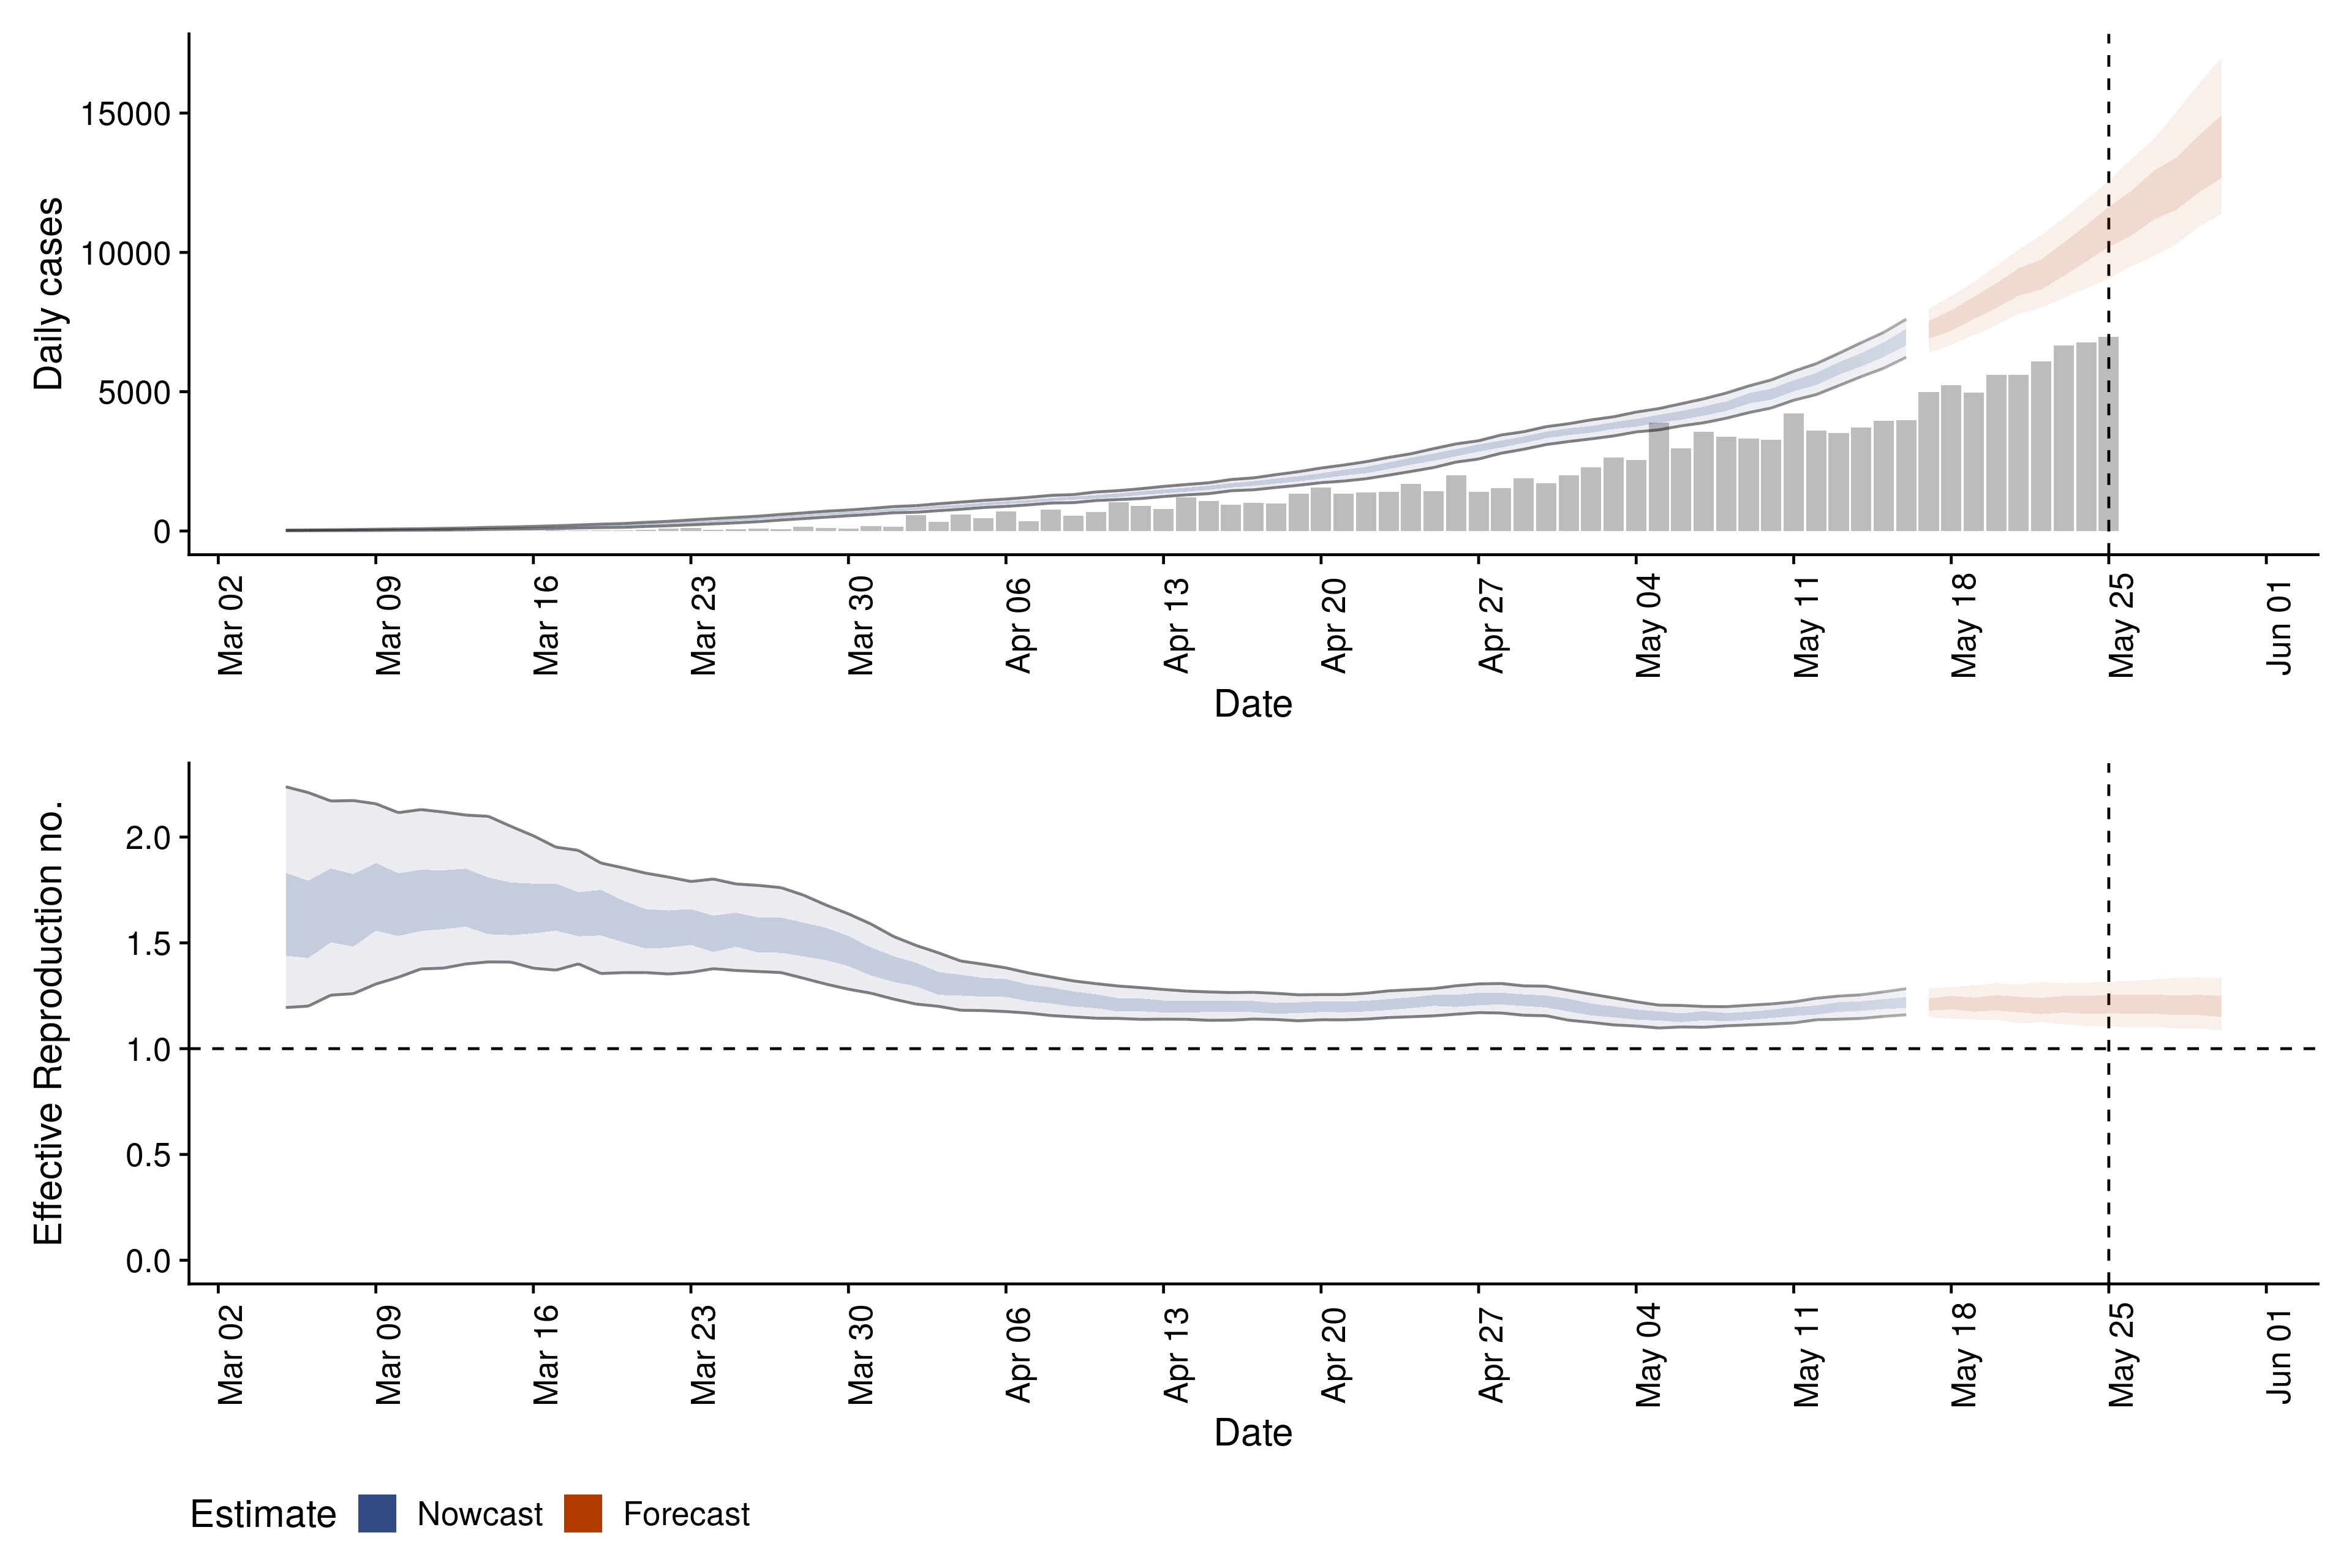 Daily cases
15000
10000
5000
0
Mar 02 Mar 09 Mar 16 Mar 23 Mar 30 Apr 06 Apr 13 Apr 20 Apr 27 May 04 May 11 May 18 May 25 Jun 01
Date
Effective Reproduction no.
2.0
1.5
1.0
0.5
0.0
Mar 02 Mar 09 Mar 16 Mar 23 Mar 30 Apr 06 Apr 13 Apr 20 Apr 27 May 04 May 11 May 18 May 25 Jun 01
Date
Estimate Nowcast Forecast